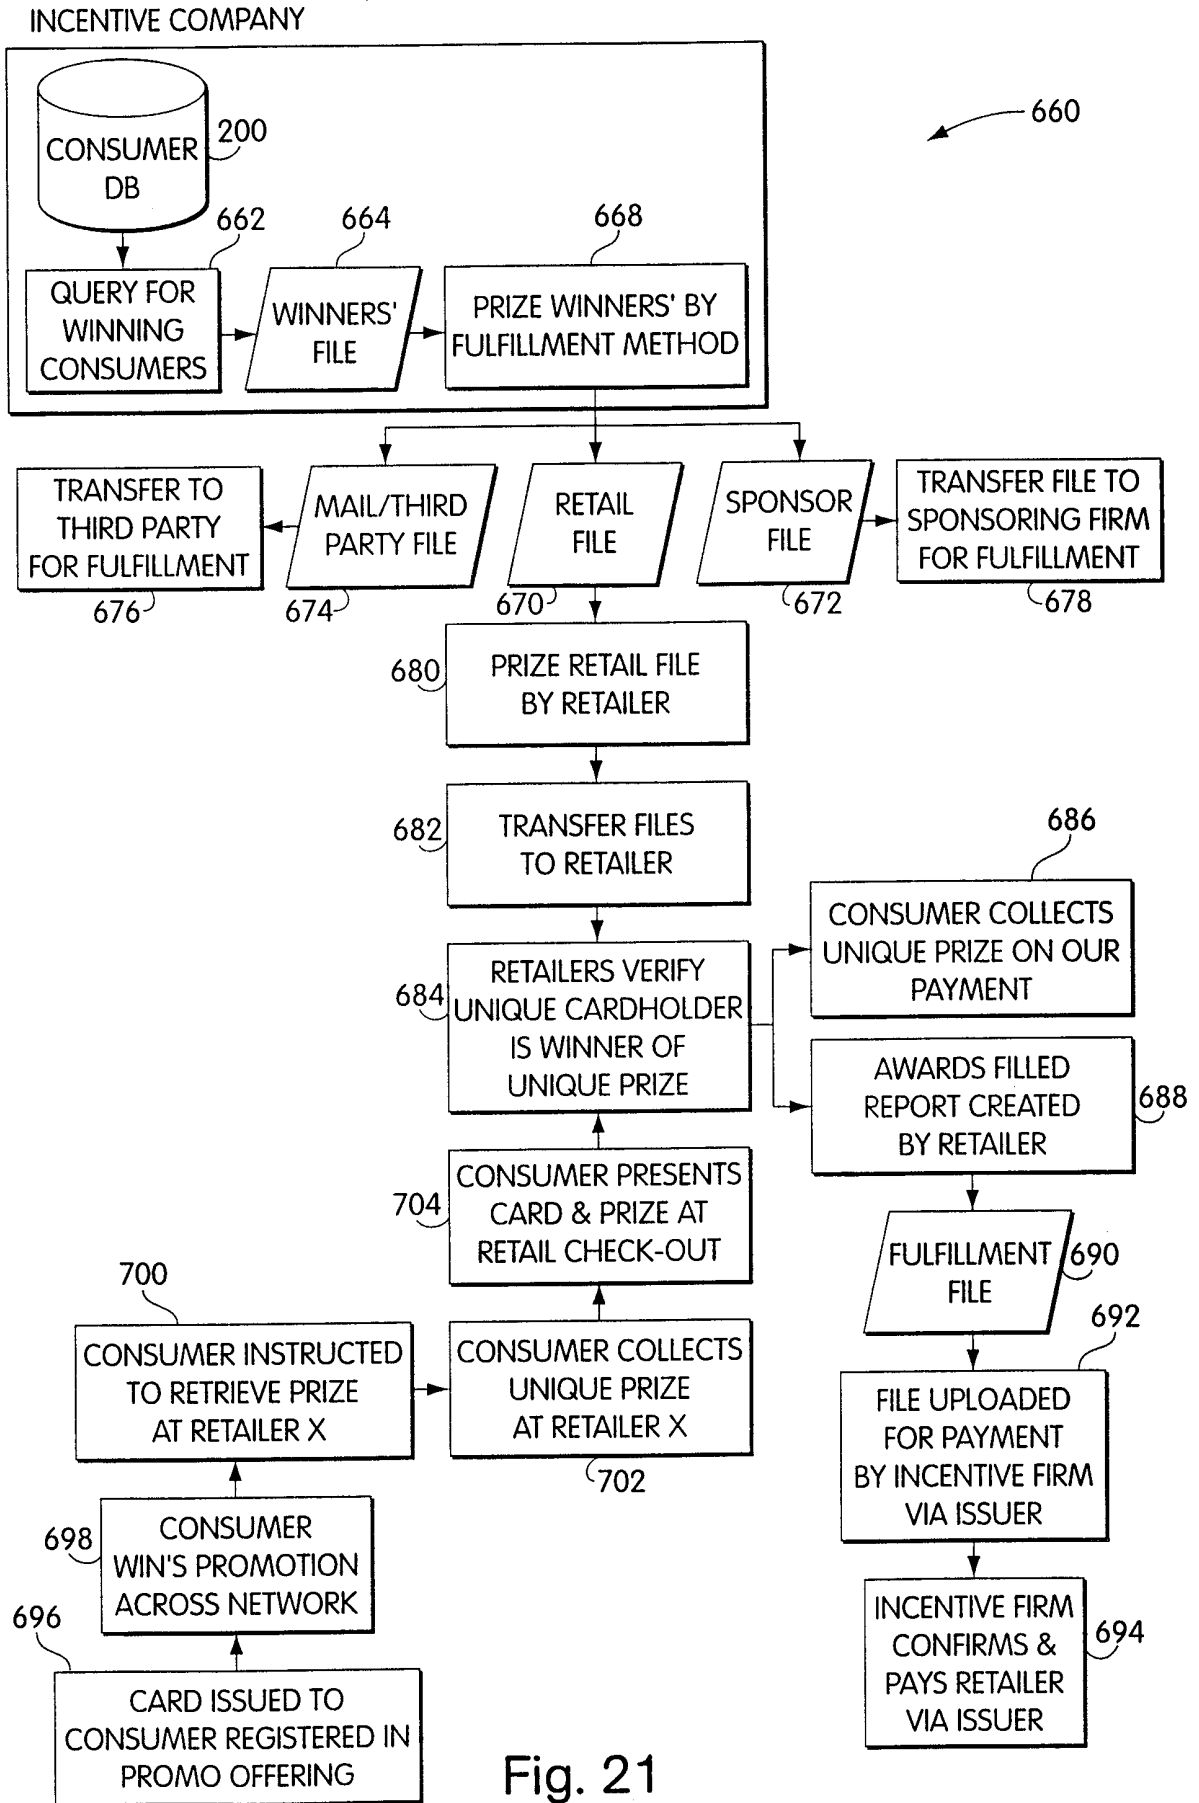 INCENTIVE COMPANY
CONSUMER
DB
200
660
662
664
668
QUERY FOR
WINNING
CONSUMERS
WINNERS'
FILE
PRIZE WINNERS' BY
FULFILLMENT METHOD
TRANSFER TO
THIRD PARTY
FOR FULFILLMENT
676
MAIL/THIRD
PARTY FILE
674
RETAIL
FILE
670
SPONSOR
FILE
672
TRANSFER FILE TO
SPONSORING FIRM
FOR FULFILLMENT
678
680
PRIZE RETAIL FILE
BY RETAILER
682
TRANSFER FILES
TO RETAILER
684
RETAILERS VERIFY
UNIQUE CARDHOLDER
IS WINNER OF
UNIQUE PRIZE
686
CONSUMER COLLECTS
UNIQUE PRIZE ON OUR
PAYMENT
AWARDS FILLED
REPORT CREATED
BY RETAILER
688
704
CONSUMER PRESENTS
CARD & PRIZE AT
RETAIL CHECK-OUT
FULFILLMENT
FILE
690
700
CONSUMER INSTRUCTED
TO RETRIEVE PRIZE
AT RETAILER X
CONSUMER COLLECTS
UNIQUE PRIZE
AT RETAILER X
702
692
FILE UPLOADED
FOR PAYMENT
BY INCENTIVE FIRM
VIA ISSUER
698
CONSUMER
WIN'S PROMOTION
ACROSS NETWORK
INCENTIVE FIRM
CONFIRMS &
PAYS RETAILER
VIA ISSUER
694
696
CARD ISSUED TO
CONSUMER REGISTERED IN
PROMO OFFERING
Fig. 21